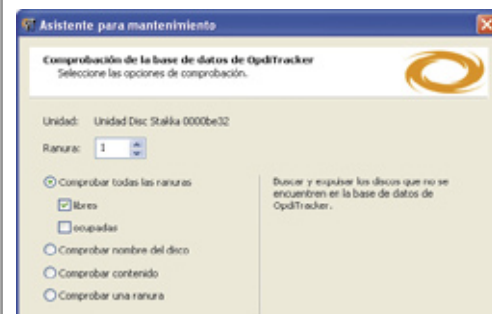 Asistente para mantenimiento
Comprobación de la base de datos de OpdiTracker
Seleccione las opciones de comprobación.
Unidad: Unidad Disc Stakka 0000be32
Ranura: 1
Comprobar todas las ranuras
libres
ocupadas
Comprobar nombre del disco
Comprobar contenido
Comprobar una ranura
Buscar y expulsar los discos que no se
encuentren en la base de datos de
OpdiTracker.